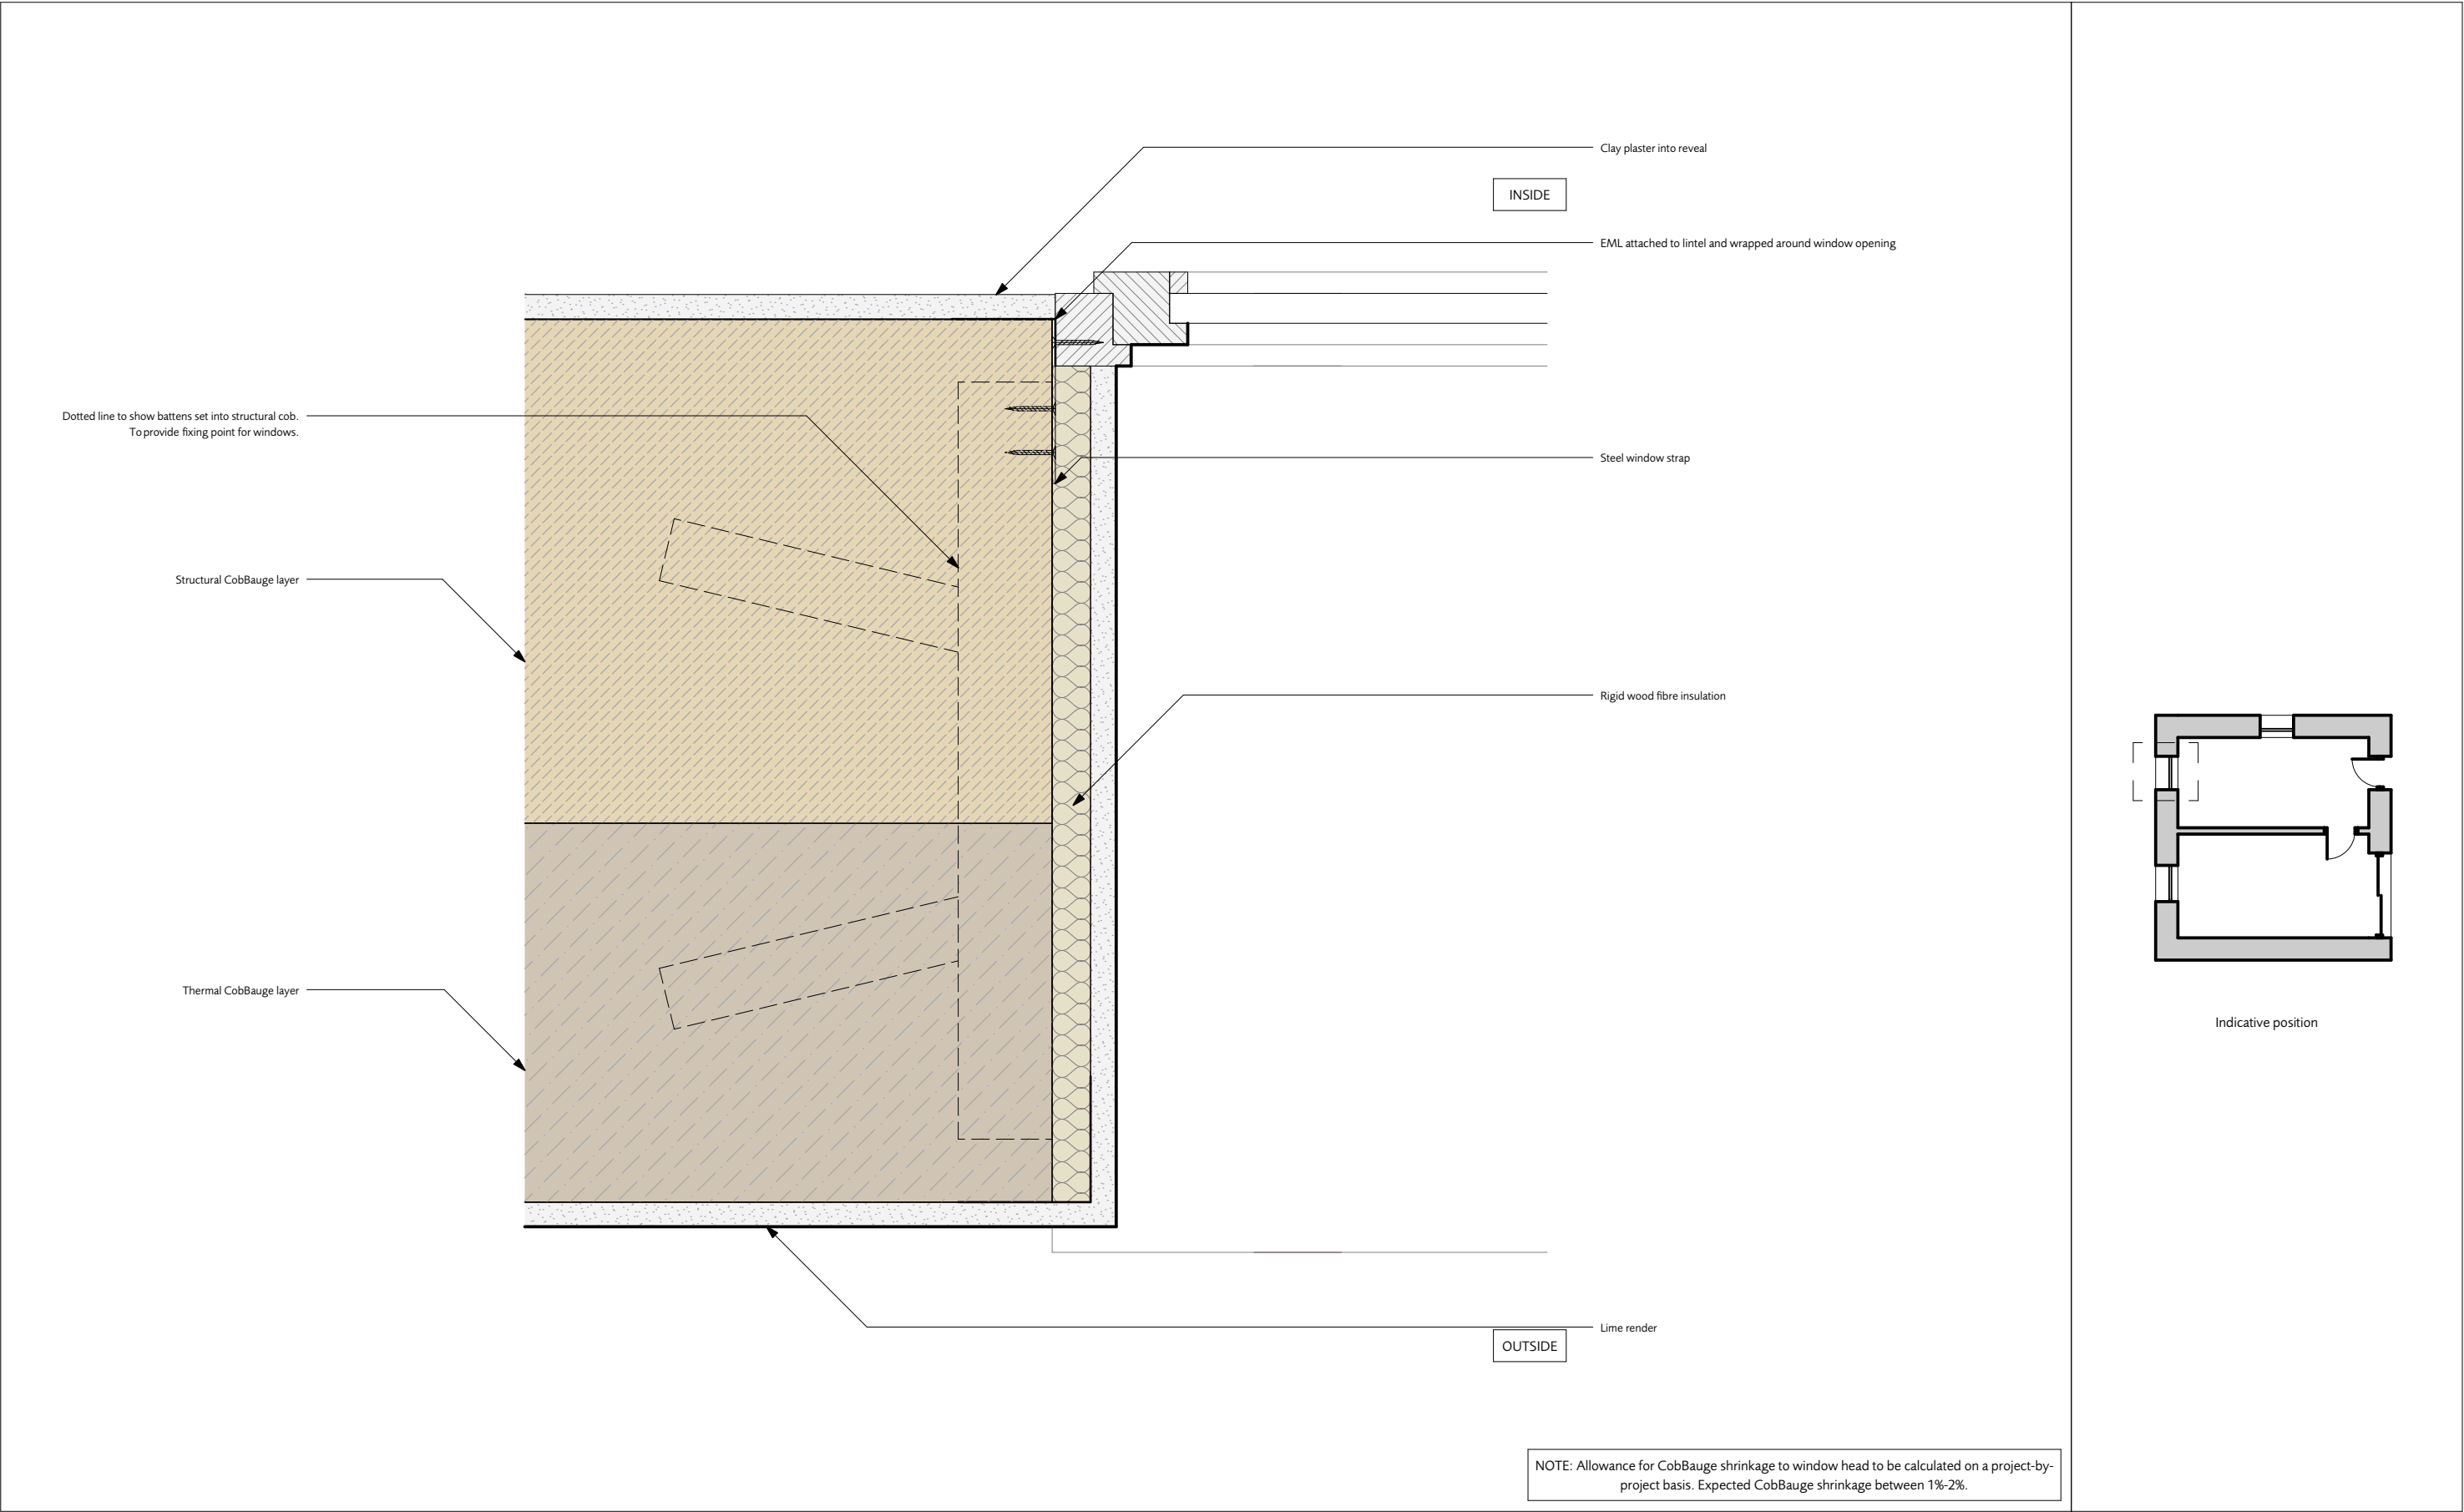 Clay plaster into reveal
INSIDE
EML attached to lintel and wrapped around window opening
Dotted line to show battens set into structural cob.
To provide fixing point for windows.
Steel window strap
Structural CobBauge layer
Rigid wood fibre insulation
Thermal CobBauge layer
Indicative position
Lime render
OUTSIDE
NOTE: Allowance for CobBauge shrinkage to window head to be calculated on a project-by-
project basis. Expected CobBauge shrinkage between 1%-2%.